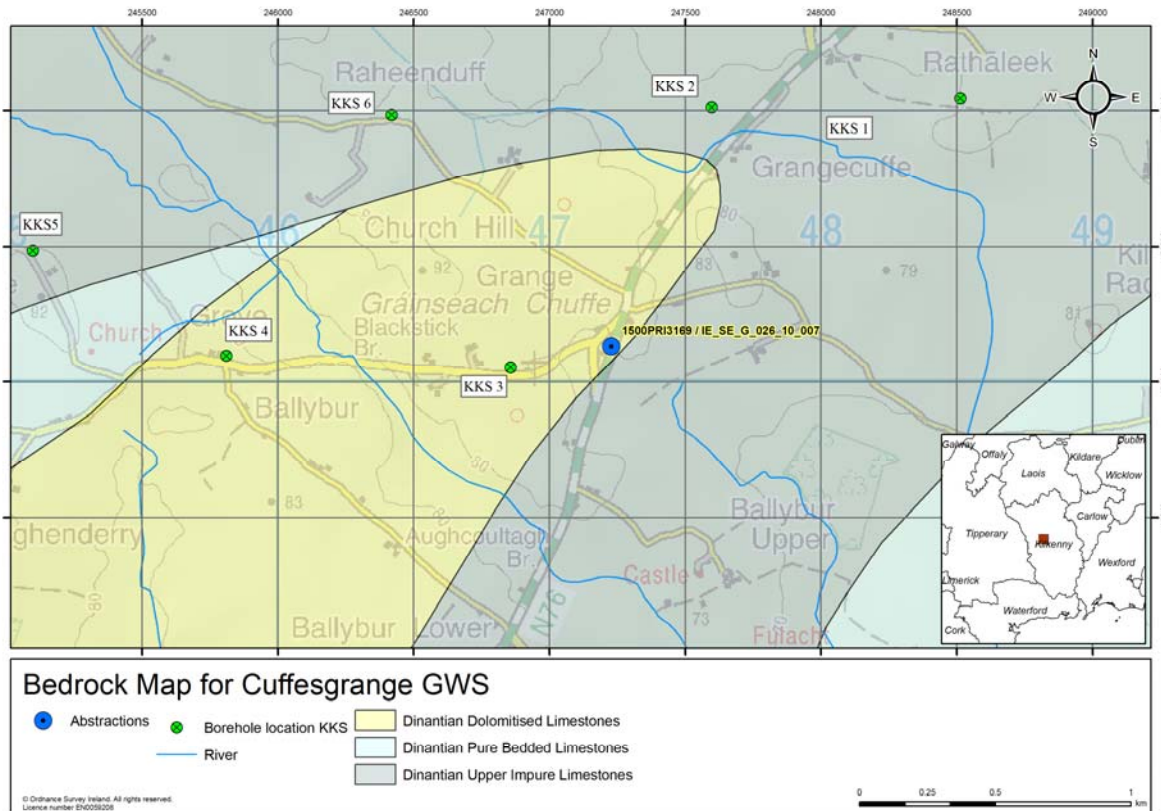 245500 246000 246500 247000 247500 248000 248500 249000
Raheenduff
Rathaleek
KKS 6
KKS 2
KKS 1
N
W E
S
Grangecuffe
KKS5
46
Church Hill
47
48
49
92
80
83
79
Grange
Gráinseach Chuffe
82
Church
Grove
Blackstick
Br.
KKS 4
1500PRI3169 / IE_SE_G_026_10_007
KKS 3
Ballybur
80
83
ghenderry
Aughcoultagh
Br.
Ballybur
Upper
Castle
80
73
N76
Ballybur Lower
Fulach
Galway
Offaly
Kildare
Dublin
Laois
Wicklow
Carlow
Tipperary
Kilkenny
Wexford
Limerick
Waterford
Cork
Bedrock Map for Cuffesgrange GWS
Abstractions
Borehole location KKS
River
Dinantian Dolomitised Limestones
Dinantian Pure Bedded Limestones
Dinantian Upper Impure Limestones
© Ordnance Survey Ireland. All rights reserved.
Licence number EN0059208
0 0.25 0.5 1
km